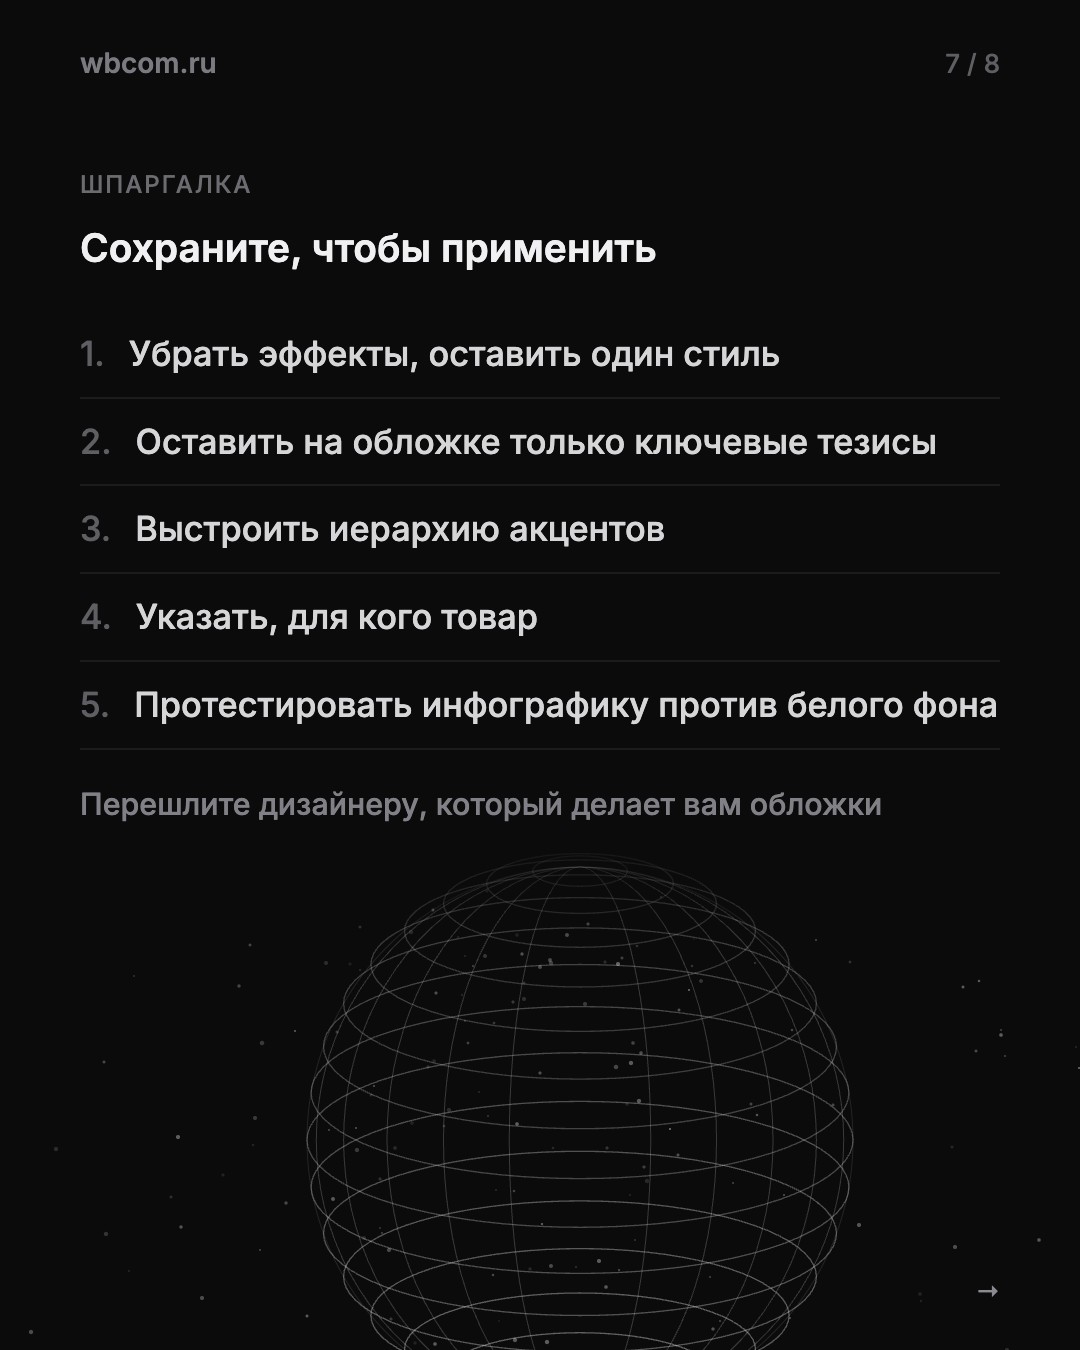 wbcom.ru
7 / 8
ШПАРГАЛКА
Сохраните, чтобы применить
1. Убрать эффекты, оставить один стиль
2. Оставить на обложке только ключевые тезисы
3. Выстроить иерархию акцентов
4. Указать, для кого товар
5. Протестировать инфографику против белого фона
Перешлите дизайнеру, который делает вам обложки
→